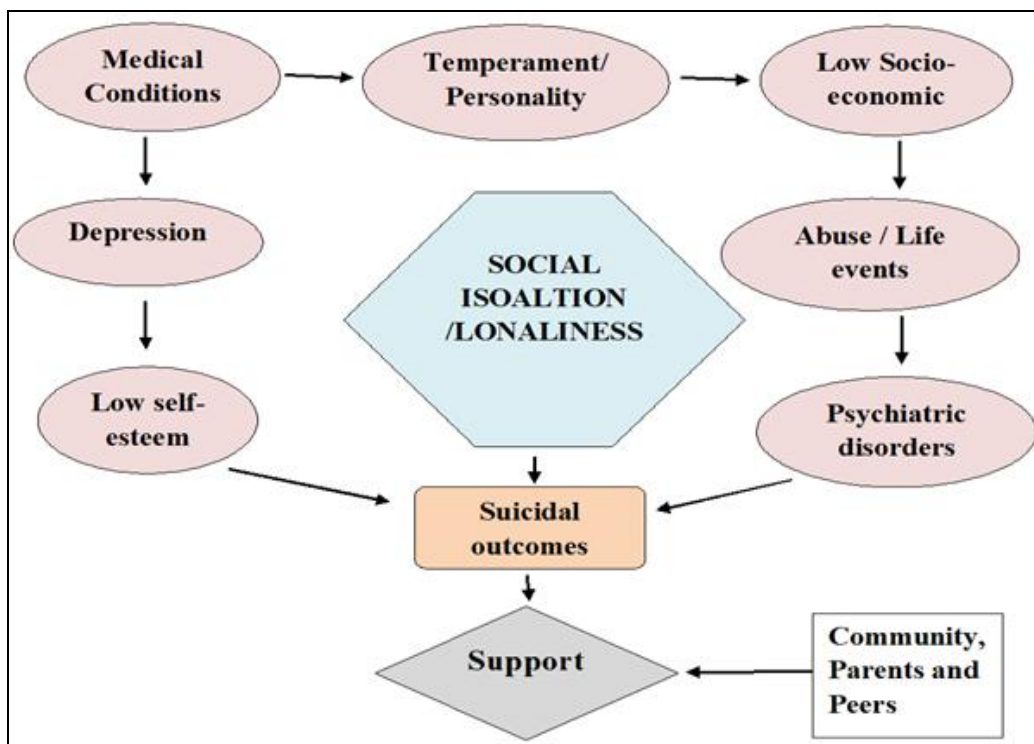 Medical
Conditions
Temperament/
Personality
Low Socio-
economic
Depression
SOCIAL
ISOALTION
/LONALINESS
Abuse / Life
events
Low self-
esteem
Psychiatric
disorders
Suicidal
outcomes
Support
Community,
Parents and
Peers